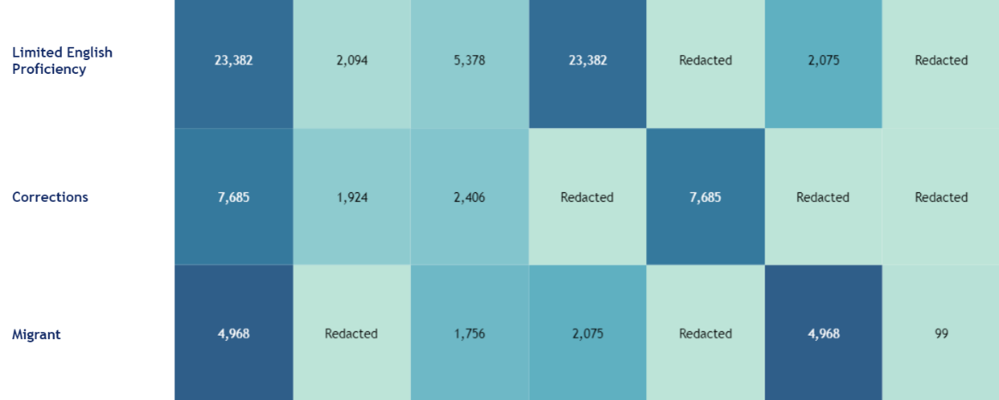 Limited English
Proficiency
23,382 2,094 5,378 23,382 Redacted 2,075 Redacted
Corrections 7,685 1,924 2,406 Redacted 7,685 Redacted Redacted
Migrant 4,968 Redacted 1,756 2,075 Redacted 4,968 99